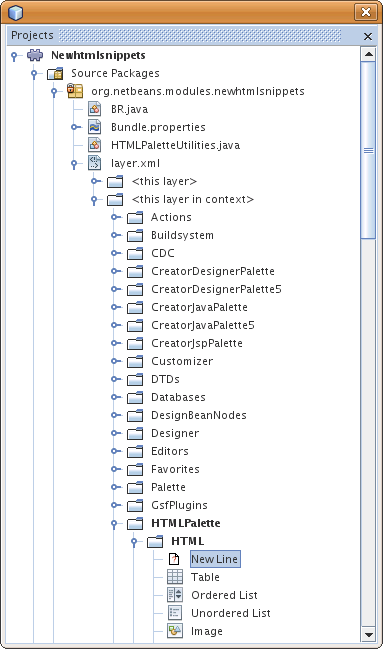 Projects
Newhtmlsnippets
Source Packages
org.netbeans.modules.newhtmlsnippets
BR.java
Bundle.properties
HTMLPaletteUtilities.java
layer.xml
<this layer>
<this layer in context>
Actions
Buildsystem
CDC
CreatorDesignerPalette
CreatorDesignerPalette5
CreatorJavaPalette
CreatorJavaPalette5
CreatorJspPalette
Customizer
DTDs
Databases
DesignBeanNodes
Designer
Editors
Favorites
Palette
GsfPlugins
HTMLPalette
HTML
New Line
Table
Ordered List
Unordered List
Image